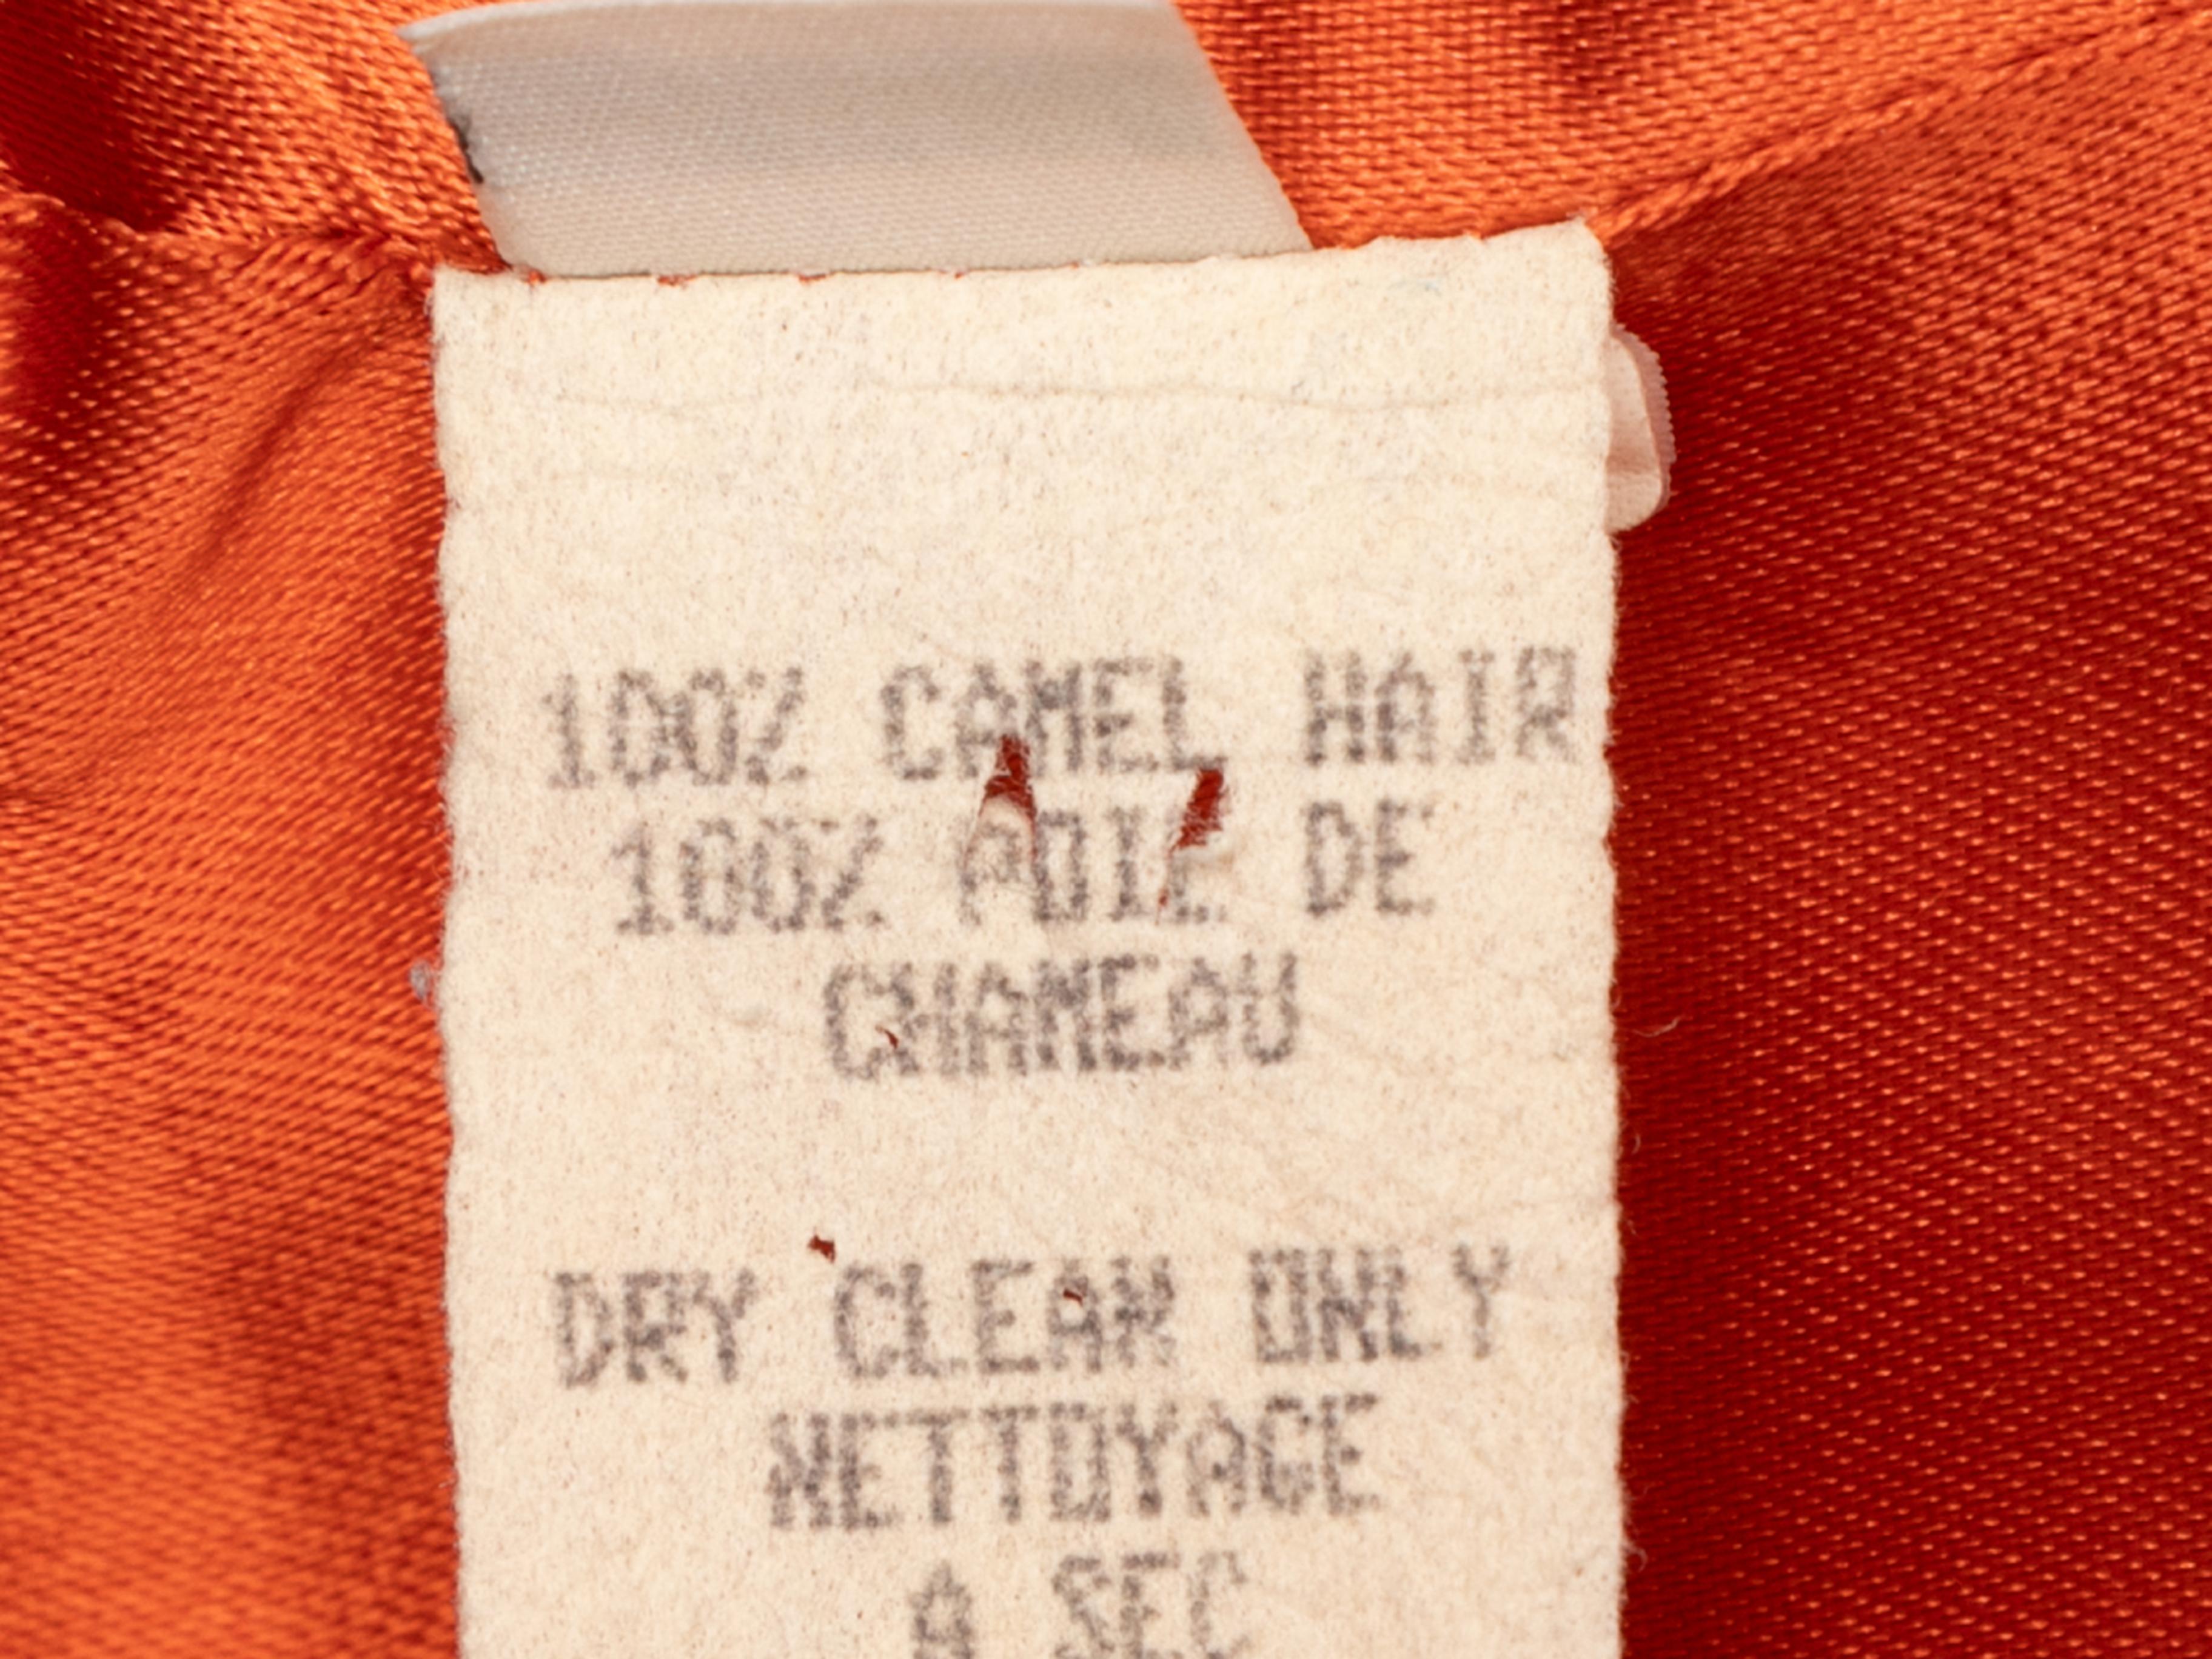 100% CAMEL HAIR
100% POIL DE
CHAMEAU
DRY CLEAN ONLY
NETTOYAGE
A SEC